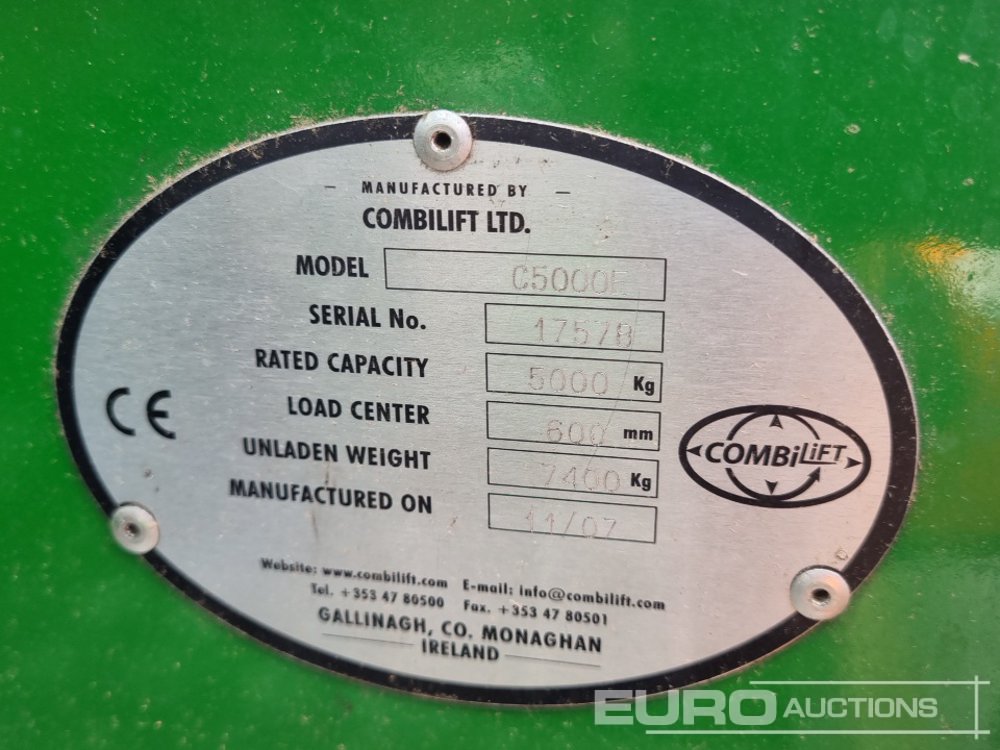 MANUFACTURED BY
COMBILIFT LTD.
MODEL C5000E
SERIAL No. 17578
RATED CAPACITY 5000 Kg
LOAD CENTER 600 mm
UNLADEN WEIGHT 7400 Kg
MANUFACTURED ON 11/07
CE
COMBiLiFT
Website: www.combilift.com E-mail: info@combilift.com
Tel. +353 47 80500 Fax. +353 47 80501
GALLINAGH, CO. MONAGHAN
IRELAND
EURO AUCTIONS